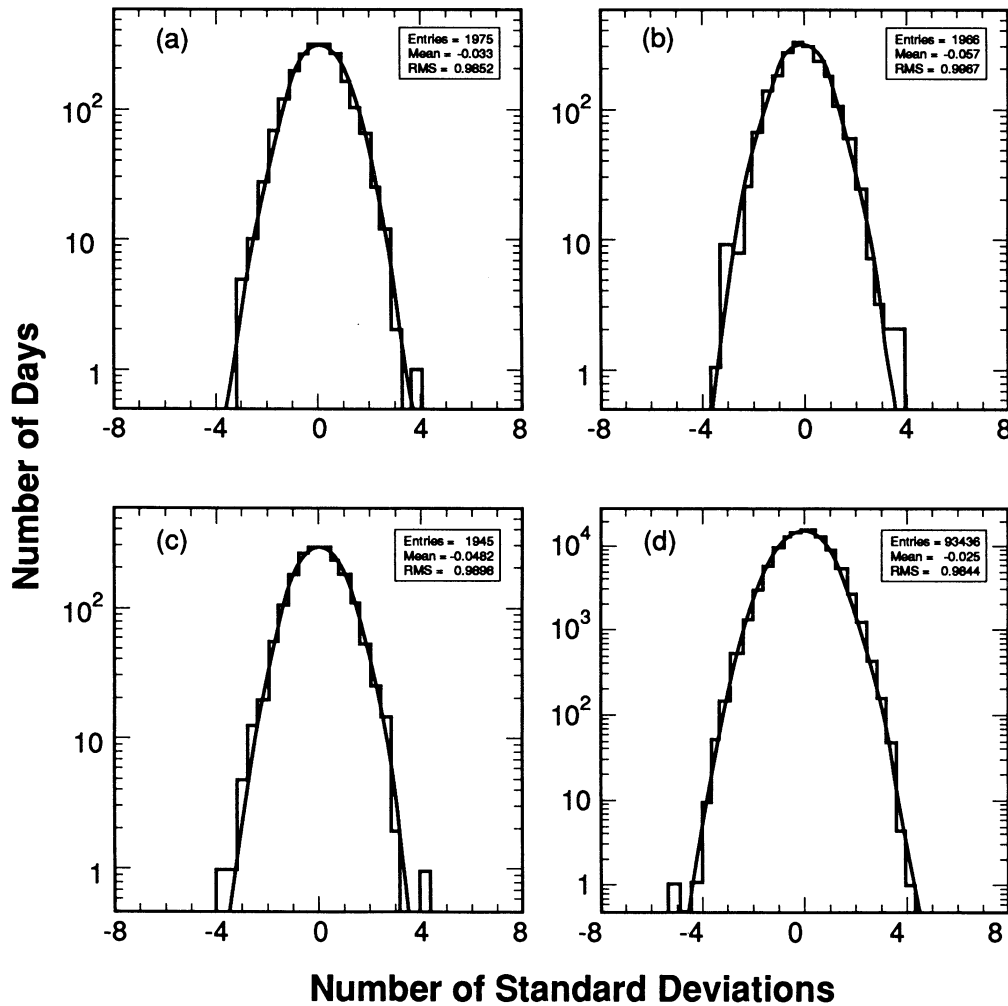 (a)
Entries = 1975
Mean = -0.033
RMS = 0.9852
10²
10
1
-8 -4 0 4 8
(b)
Entries = 1966
Mean = -0.057
RMS = 0.9967
10²
10
1
-8 -4 0 4 8
(c)
Entries = 1945
Mean = -0.0482
RMS = 0.9896
10²
10
1
-8 -4 0 4 8
(d)
Entries = 93436
Mean = -0.025
RMS = 0.9844
10⁴
10³
10²
10
1
-8 -4 0 4 8
Number of Days
Number of Standard Deviations